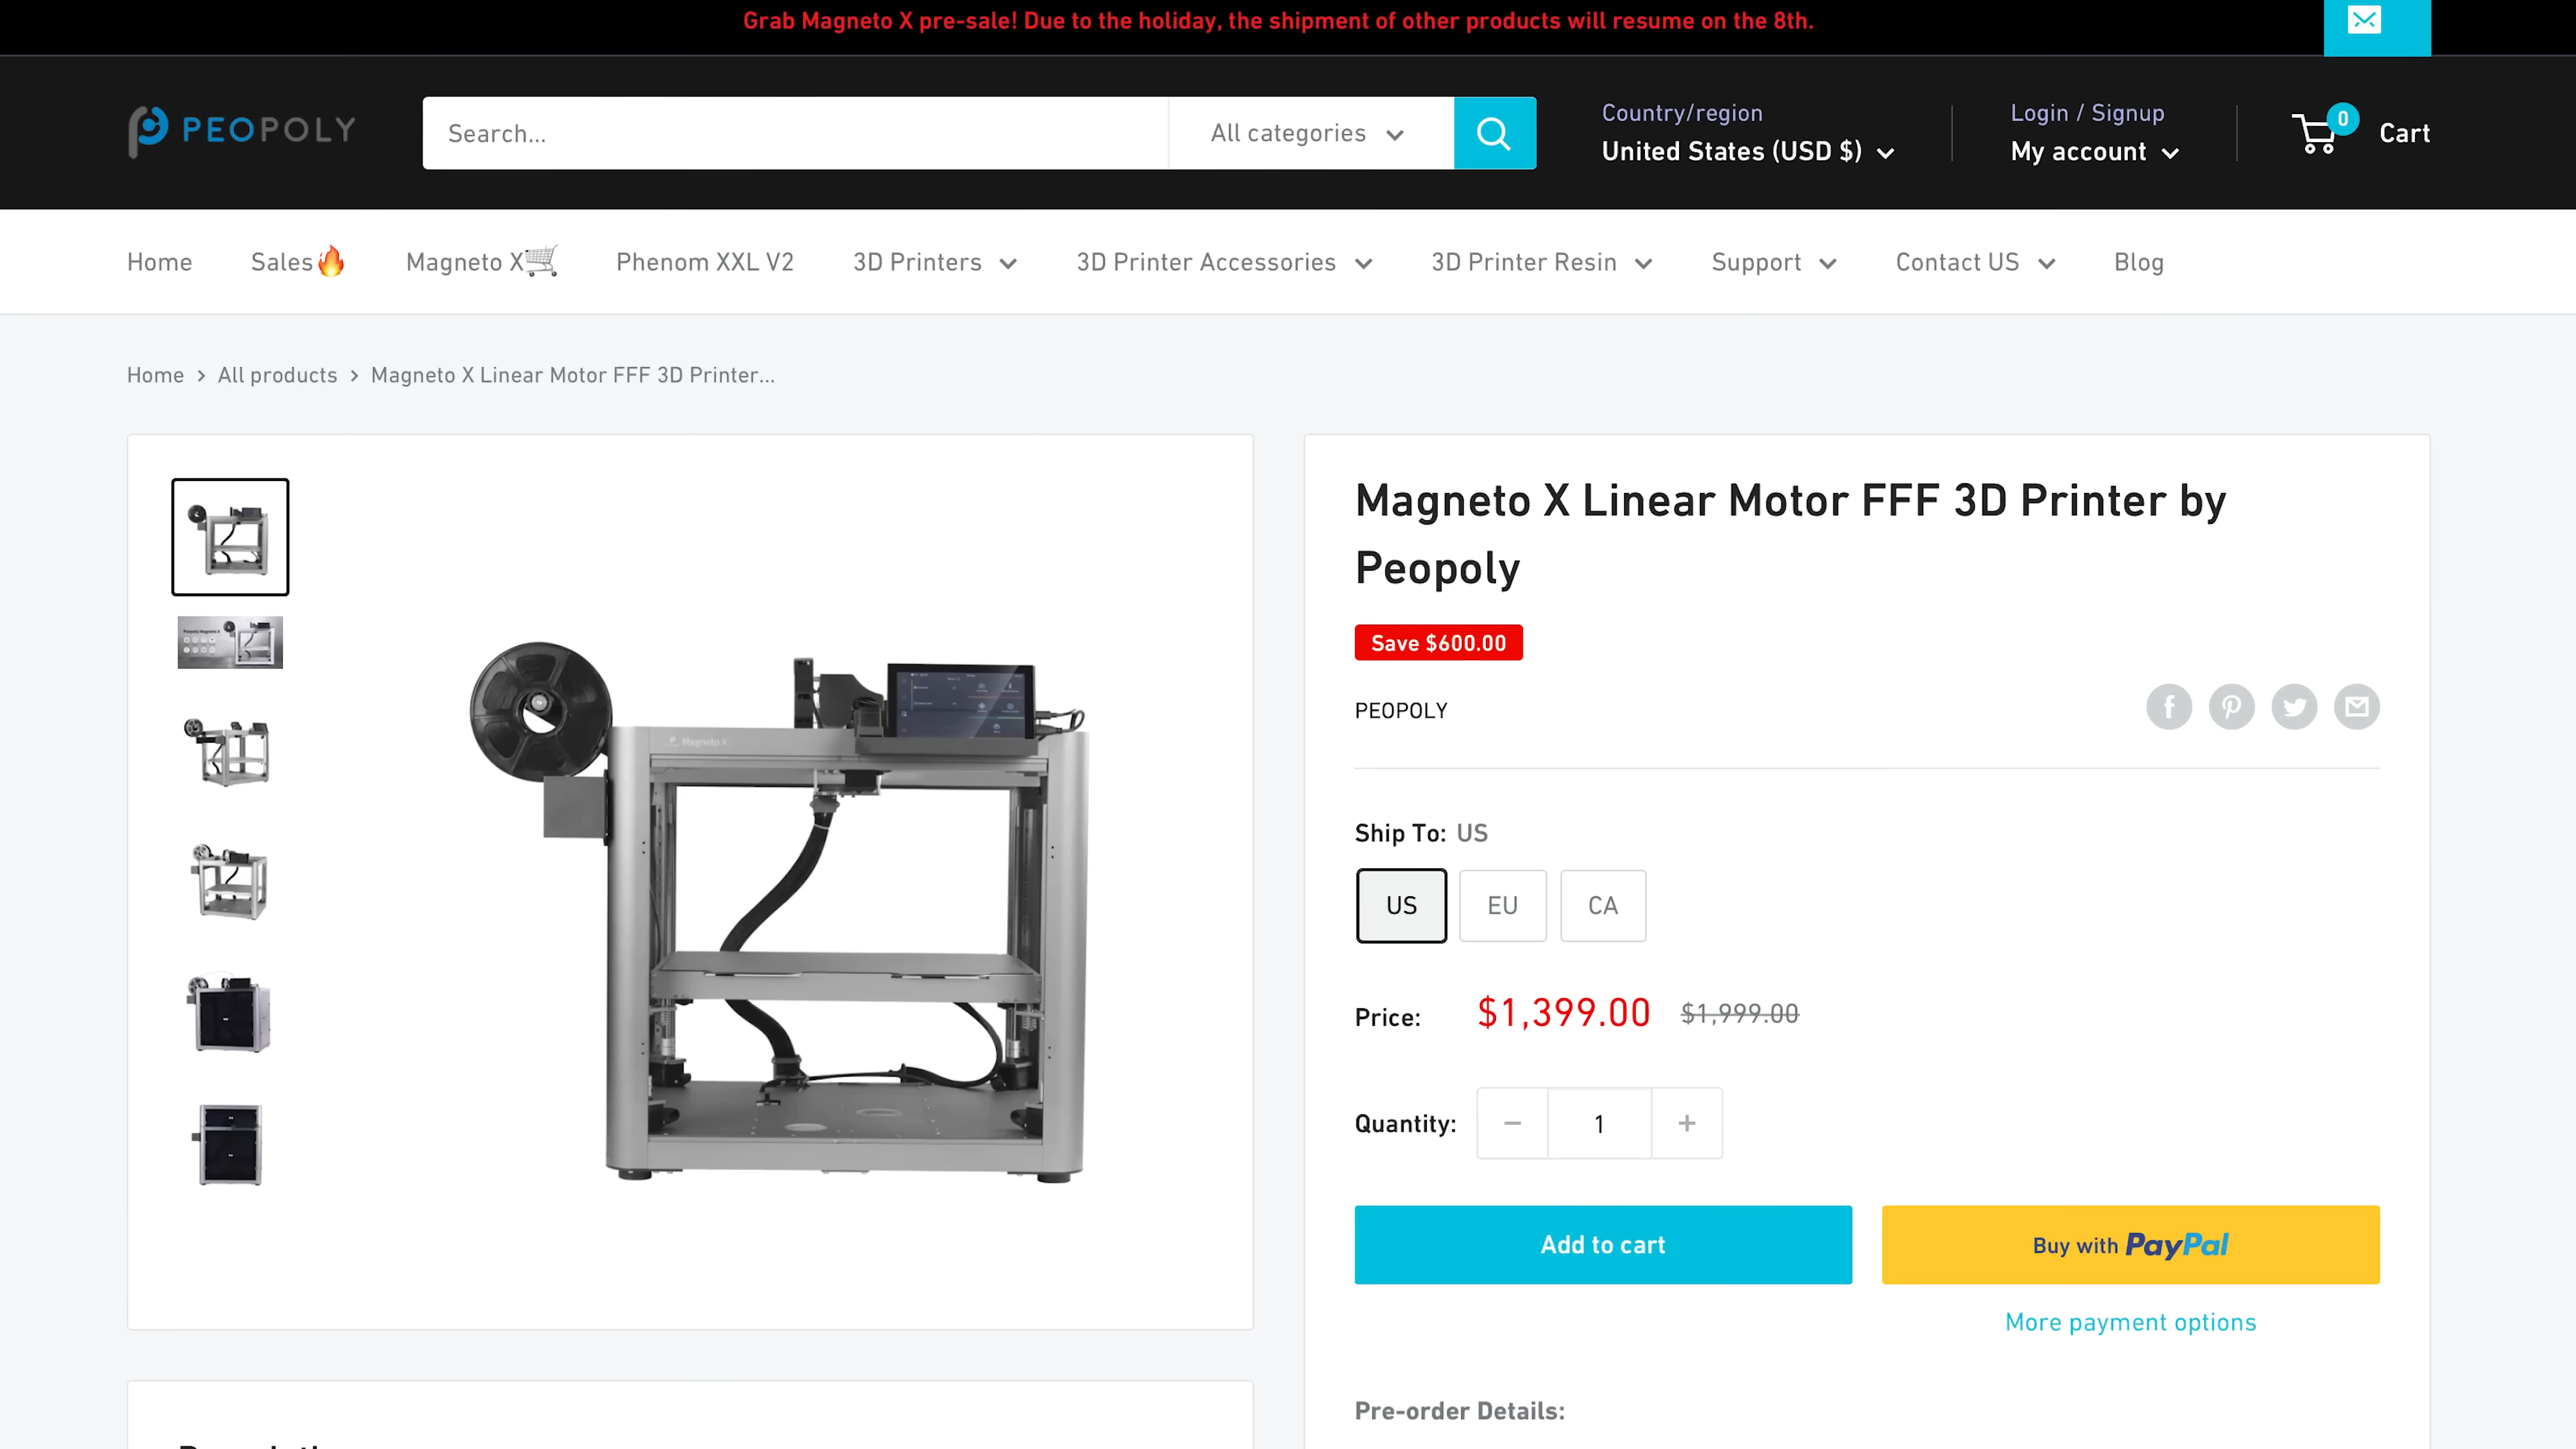 Grab Magneto X pre-sale! Due to the holiday, the shipment of other products will resume on the 8th.
PEOPOLY
Search...
All categories
Country/region
United States (USD $)
Login / Signup
My account
0
Cart
Home
Sales🔥
Magneto X🛒
Phenom XXL V2
3D Printers
3D Printer Accessories
3D Printer Resin
Support
Contact US
Blog
Home > All products > Magneto X Linear Motor FFF 3D Printer...
Magneto X
Magneto X Linear Motor FFF 3D Printer by
Peopoly
Save $600.00
PEOPOLY
Ship To: US
US
EU
CA
Price: $1,399.00 $1,999.00
Quantity: − 1 +
Add to cart
Buy with PayPal
More payment options
Pre-order Details: